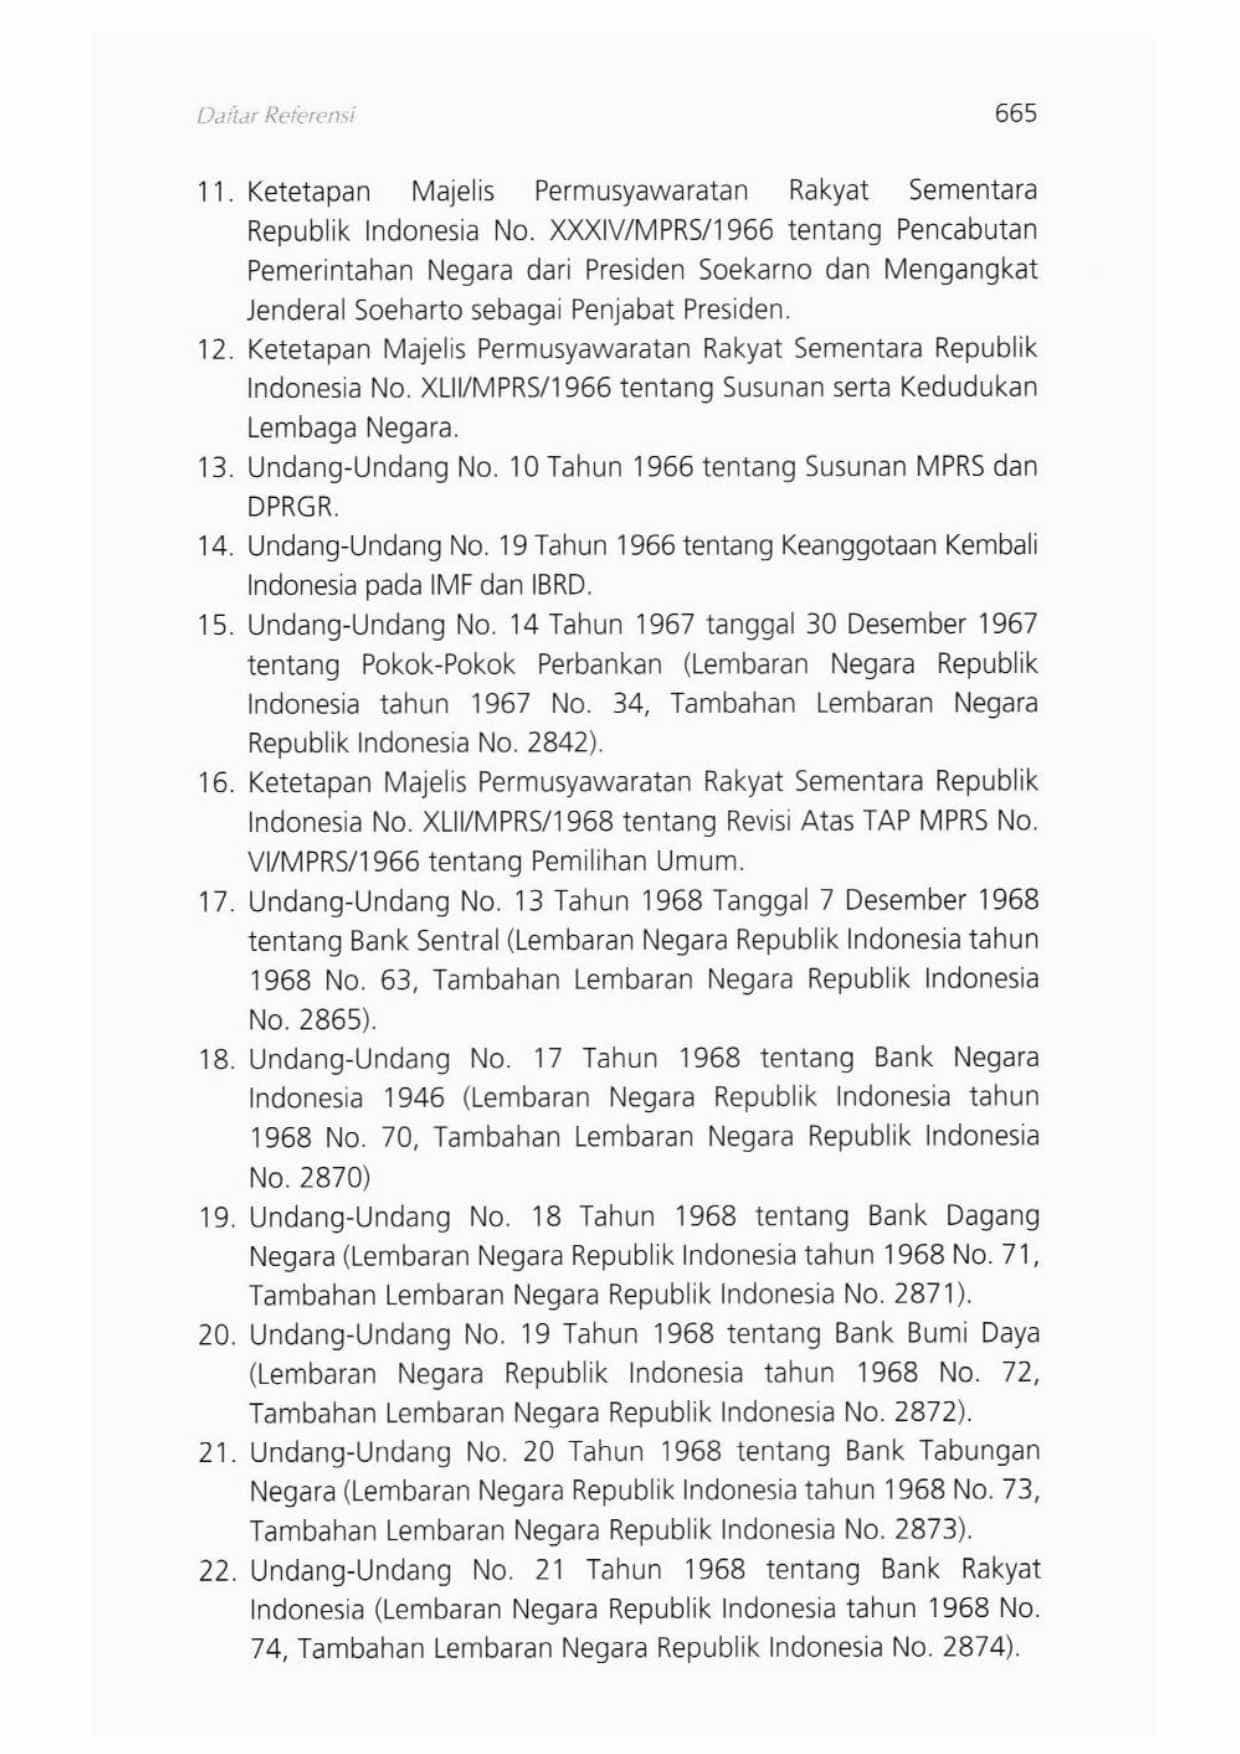 Daftar Referensi 665
11. Ketetapan Majelis Permusyawaratan Rakyat Sementara
Republik Indonesia No. XXXIV/MPRS/1966 tentang Pencabutan
Pemerintahan Negara dari Presiden Soekarno dan Mengangkat
Jenderal Soeharto sebagai Penjabat Presiden.
12. Ketetapan Majelis Permusyawaratan Rakyat Sementara Republik
Indonesia No. XLII/MPRS/1966 tentang Susunan serta Kedudukan
Lembaga Negara.
13. Undang-Undang No. 10 Tahun 1966 tentang Susunan MPRS dan
DPRGR.
14. Undang-Undang No. 19 Tahun 1966 tentang Keanggotaan Kembali
Indonesia pada IMF dan IBRD.
15. Undang-Undang No. 14 Tahun 1967 tanggal 30 Desember 1967
tentang Pokok-Pokok Perbankan (Lembaran Negara Republik
Indonesia tahun 1967 No. 34, Tambahan Lembaran Negara
Republik Indonesia No. 2842).
16. Ketetapan Majelis Permusyawaratan Rakyat Sementara Republik
Indonesia No. XLII/MPRS/1968 tentang Revisi Atas TAP MPRS No.
VI/MPRS/1966 tentang Pemilihan Umum.
17. Undang-Undang No. 13 Tahun 1968 Tanggal 7 Desember 1968
tentang Bank Sentral (Lembaran Negara Republik Indonesia tahun
1968 No. 63, Tambahan Lembaran Negara Republik Indonesia
No. 2865).
18. Undang-Undang No. 17 Tahun 1968 tentang Bank Negara
Indonesia 1946 (Lembaran Negara Republik Indonesia tahun
1968 No. 70, Tambahan Lembaran Negara Republik Indonesia
No. 2870)
19. Undang-Undang No. 18 Tahun 1968 tentang Bank Dagang
Negara (Lembaran Negara Republik Indonesia tahun 1968 No. 71,
Tambahan Lembaran Negara Republik Indonesia No. 2871).
20. Undang-Undang No. 19 Tahun 1968 tentang Bank Bumi Daya
(Lembaran Negara Republik Indonesia tahun 1968 No. 72,
Tambahan Lembaran Negara Republik Indonesia No. 2872).
21. Undang-Undang No. 20 Tahun 1968 tentang Bank Tabungan
Negara (Lembaran Negara Republik Indonesia tahun 1968 No. 73,
Tambahan Lembaran Negara Republik Indonesia No. 2873).
22. Undang-Undang No. 21 Tahun 1968 tentang Bank Rakyat
Indonesia (Lembaran Negara Republik Indonesia tahun 1968 No.
74, Tambahan Lembaran Negara Republik Indonesia No. 2874).